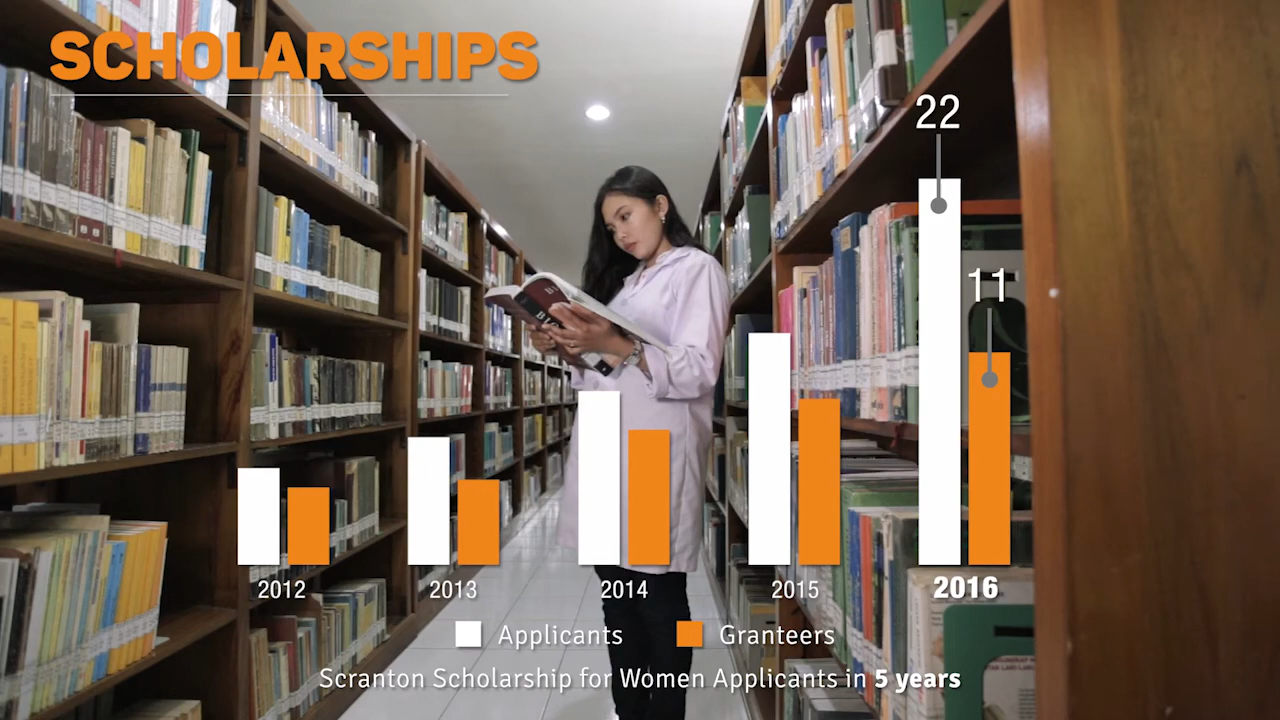 SCHOLARSHIPS
22
11
2012 2013 2014 2015 2016
Applicants Granteers
Scranton Scholarship for Women Applicants in 5 years